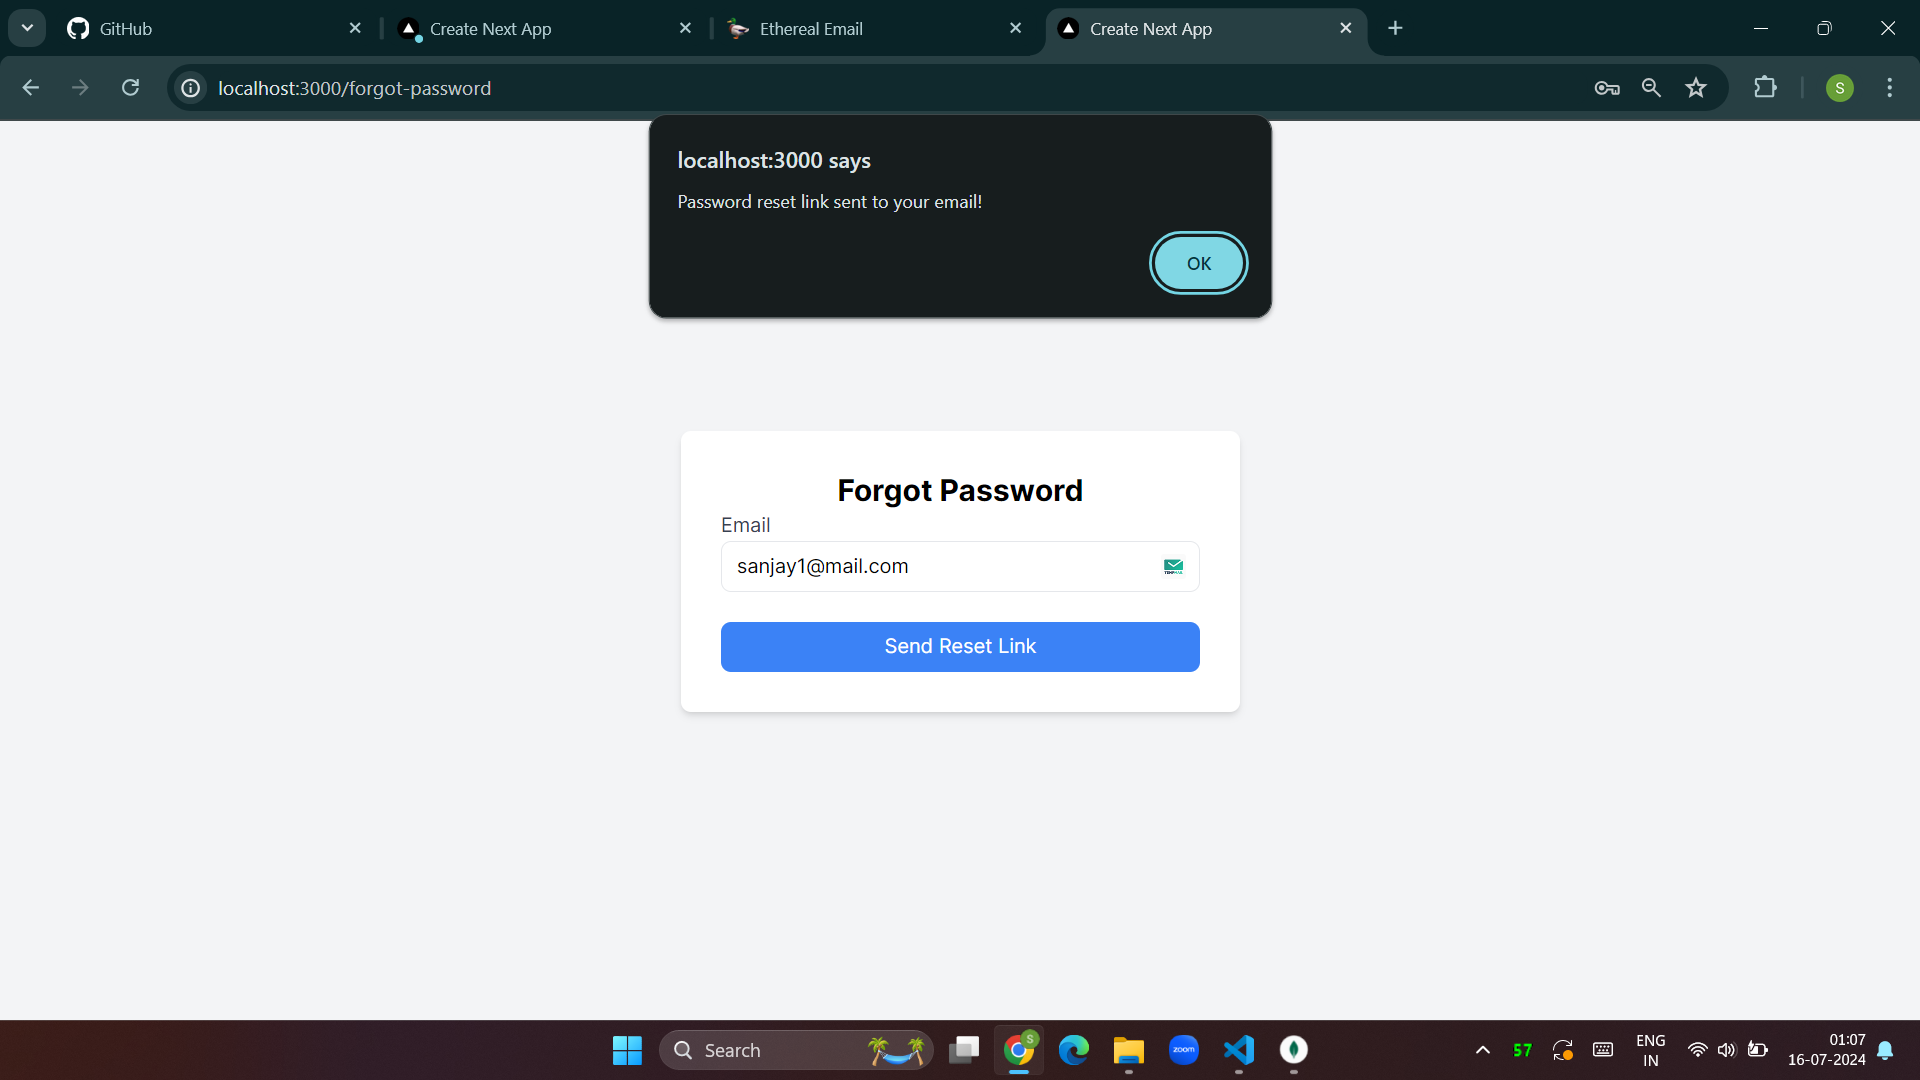 GitHub
Create Next App
Ethereal Email
Create Next App
localhost:3000/forgot-password
S
localhost:3000 says
Password reset link sent to your email!
OK
Forgot Password
Email
sanjay1@mail.com
Send Reset Link
Search
S
zoom
57
ENG
IN
01:07
16-07-2024